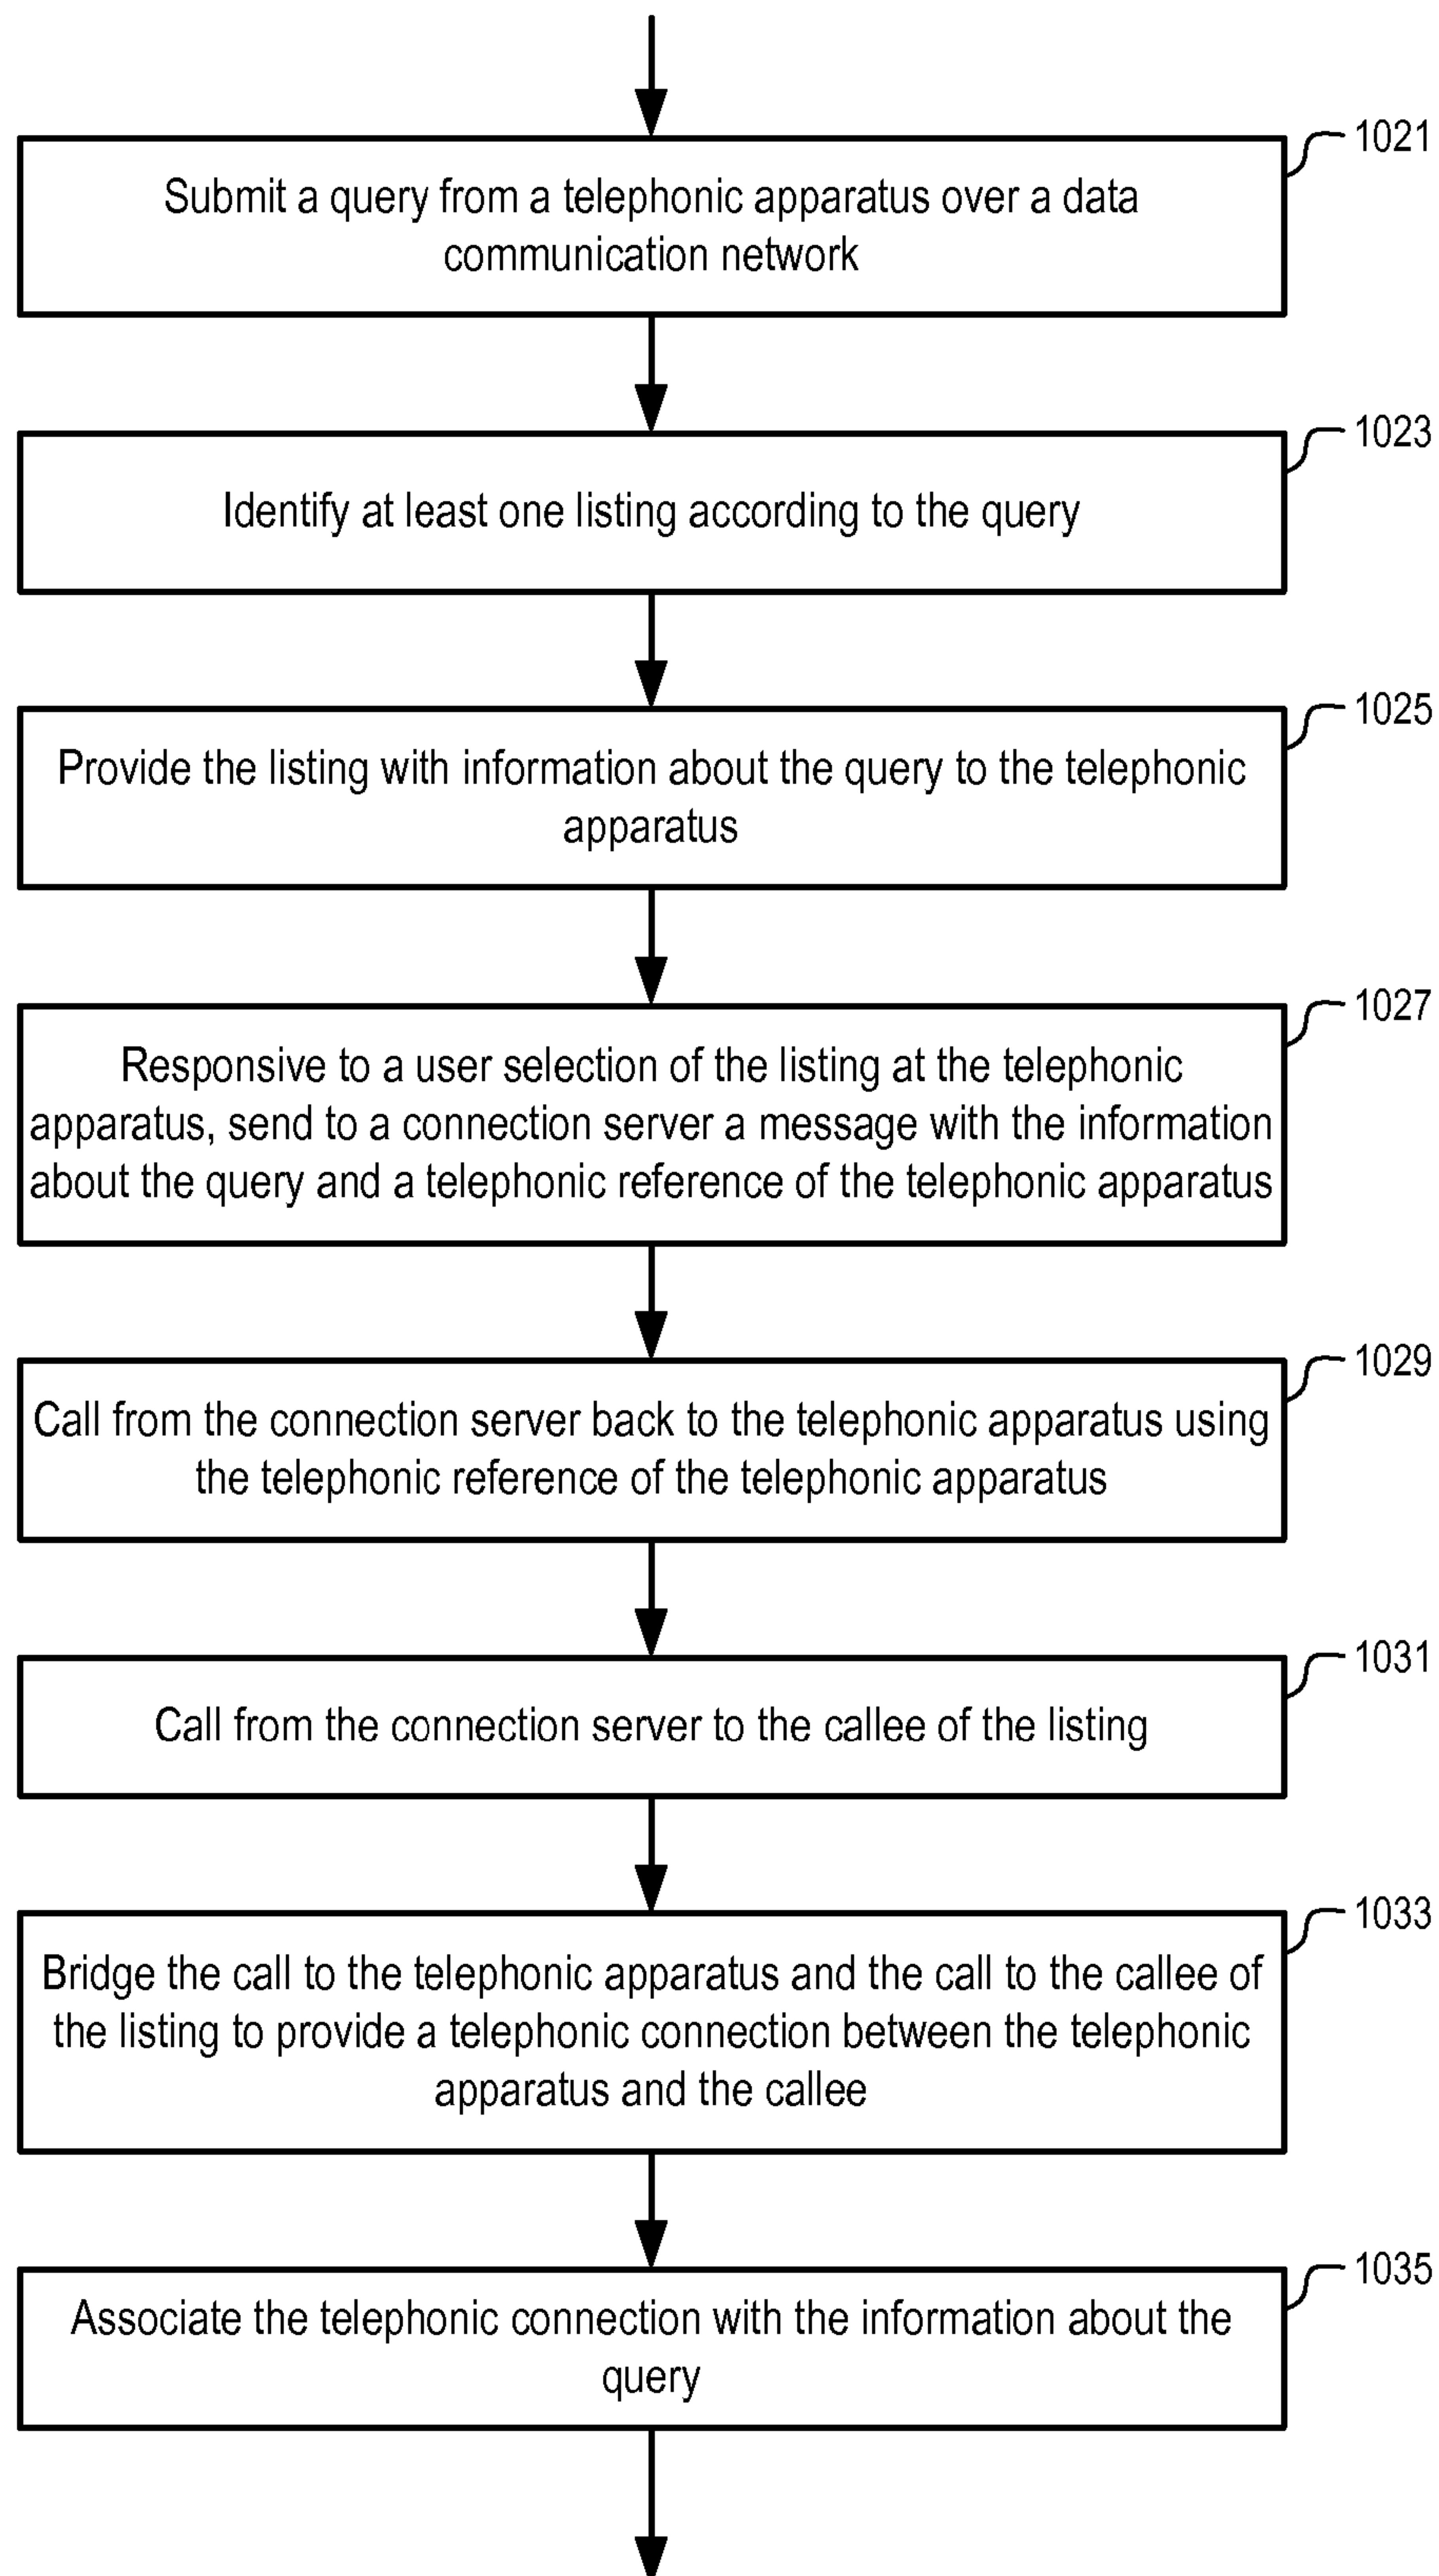 1021
Submit a query from a telephonic apparatus over a data
communication network
1023
Identify at least one listing according to the query
1025
Provide the listing with information about the query to the telephonic
apparatus
1027
Responsive to a user selection of the listing at the telephonic
apparatus, send to a connection server a message with the information
about the query and a telephonic reference of the telephonic apparatus
1029
Call from the connection server back to the telephonic apparatus using
the telephonic reference of the telephonic apparatus
1031
Call from the connection server to the callee of the listing
1033
Bridge the call to the telephonic apparatus and the call to the callee of
the listing to provide a telephonic connection between the telephonic
apparatus and the callee
1035
Associate the telephonic connection with the information about the
query